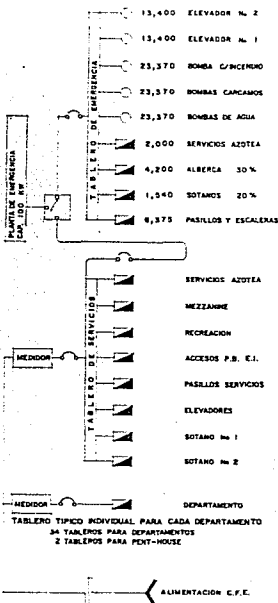 13,400 ELEVADOR No 2
13,400 ELEVADOR No 1
23,370 BOMBA C/INCENDIO
23,370 BOMBAS CARCAMOS
23,370 BOMBAS DE AGUA
2,000 SERVICIOS AZOTEA
4,200 ALBERCA 30 %
1,540 SOTANOS 20 %
6,375 PASILLOS Y ESCALERAS
TABLERO DE EMERGENCIA
PLANTA DE EMERGENCIA
CAP. 100 KW
TABLERO DE SERVICIOS
SERVICIOS AZOTEA
MEZZANINE
RECREACION
MEDIDOR
ACCESOS P.B. E.I.
PASILLOS SERVICIOS
ELEVADORES
SOTANO No 1
SOTANO No 2
MEDIDOR
DEPARTAMENTO
TABLERO TIPICO INDIVIDUAL PARA CADA DEPARTAMENTO
34 TABLEROS PARA DEPARTAMENTOS
2 TABLEROS PARA PENT-HOUSE
ALIMENTACION C.F.E.